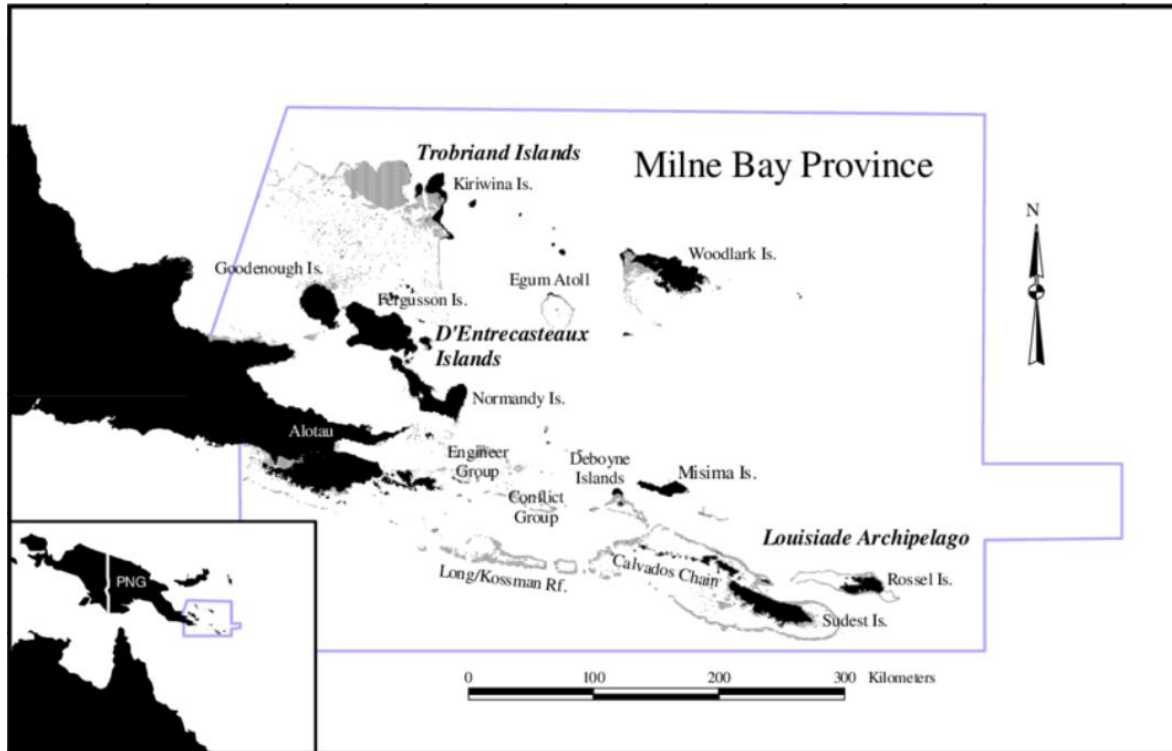 Trobriand Islands
Milne Bay Province
Kiriwina Is.
N
Woodlark Is.
Goodenough Is.
Egum Atoll
Fergusson Is.
D'Entrecasteaux
Islands
Normandy Is.
Alotau
Engineer
Group
Deboyne
Islands
Misima Is.
Conflict
Group
Louisiade Archipelago
Calvados Chain
Long/Kossman Rf.
Rossel Is.
PNG
Sudest Is.
0 100 200 300 Kilometers